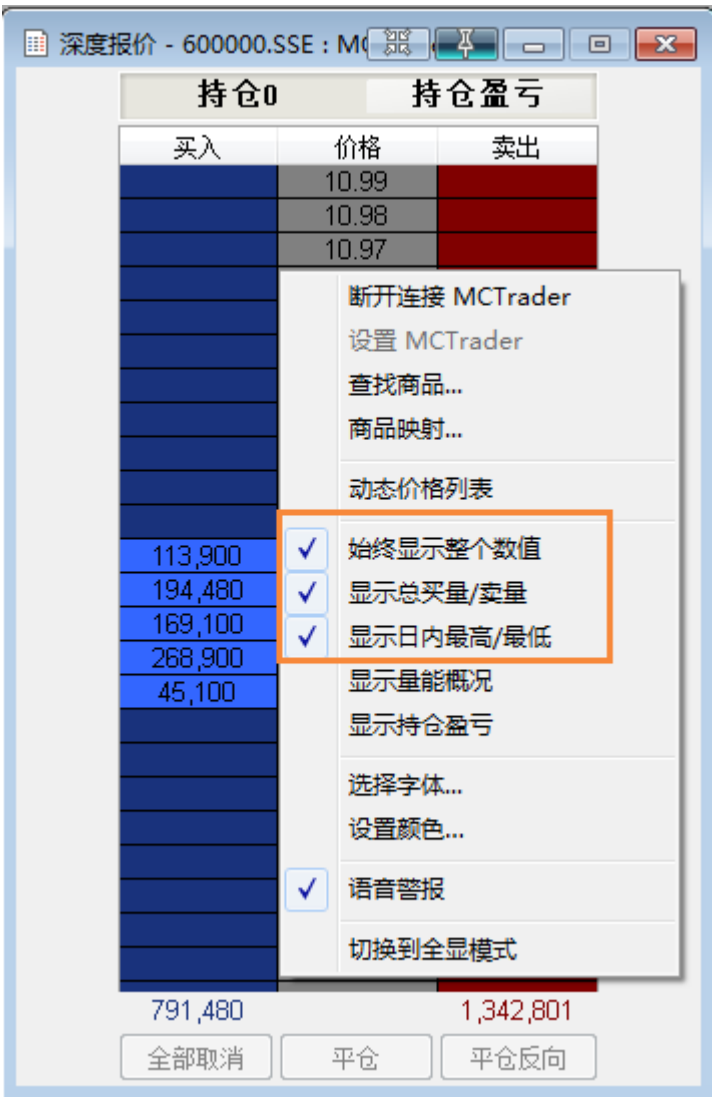 深度报价 - 600000.SSE : M
持仓0 持仓盈亏
买入 价格 卖出
10.99
10.98
10.97
断开连接 MCTrader
设置 MCTrader
查找商品...
商品映射...
动态价格列表
113,900 始终显示整个数值
194,480 显示总买量/卖量
169,100 显示日内最高/最低
268,900
45,100 显示量能概况
显示持仓盈亏
选择字体...
设置颜色...
语音警报
切换到全显模式
791,480 1,342,801
全部取消 平仓 平仓反向